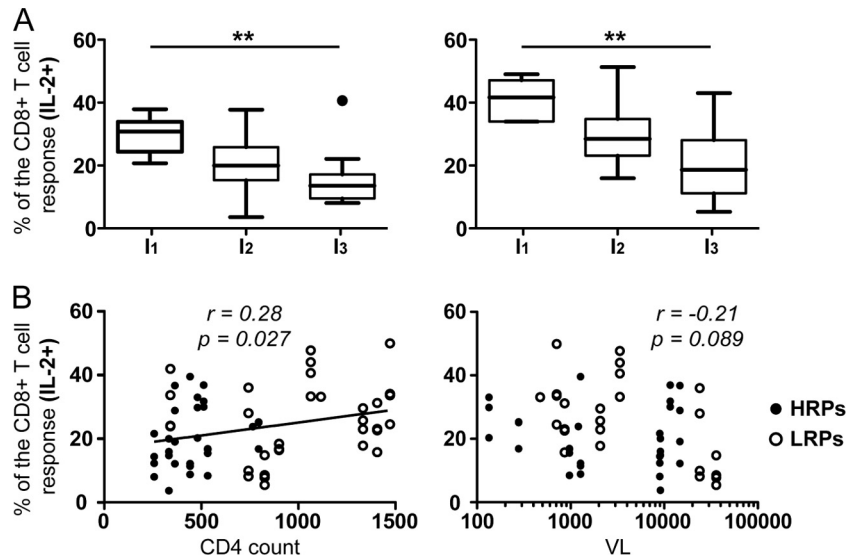 A
% of the CD8+ T cell
response (IL-2+)
60
40
20
0
**
I1 I2 I3
60
40
20
0
**
I1 I2 I3
B
% of the CD8+ T cell
response (IL-2+)
60
40
20
0
r = 0.28
p = 0.027
0 500 1000 1500
CD4 count
60
40
20
0
r = -0.21
p = 0.089
100 1000 10000 100000
VL
HRPs
LRPs